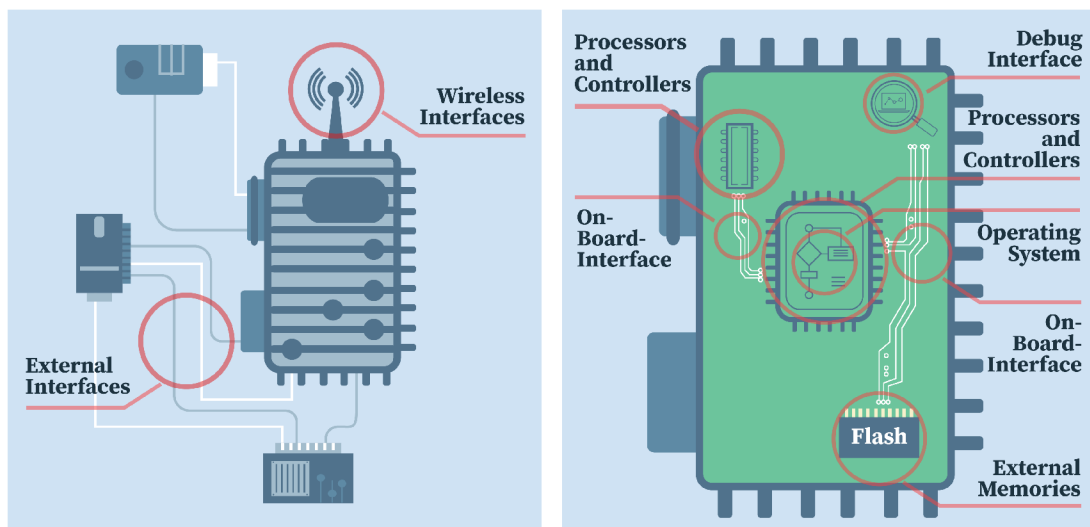 Wireless
Interfaces
External
Interfaces
Processors
and
Controllers
On-
Board-
Interface
Debug
Interface
Processors
and
Controllers
Operating
System
On-
Board-
Interface
Flash
External
Memories